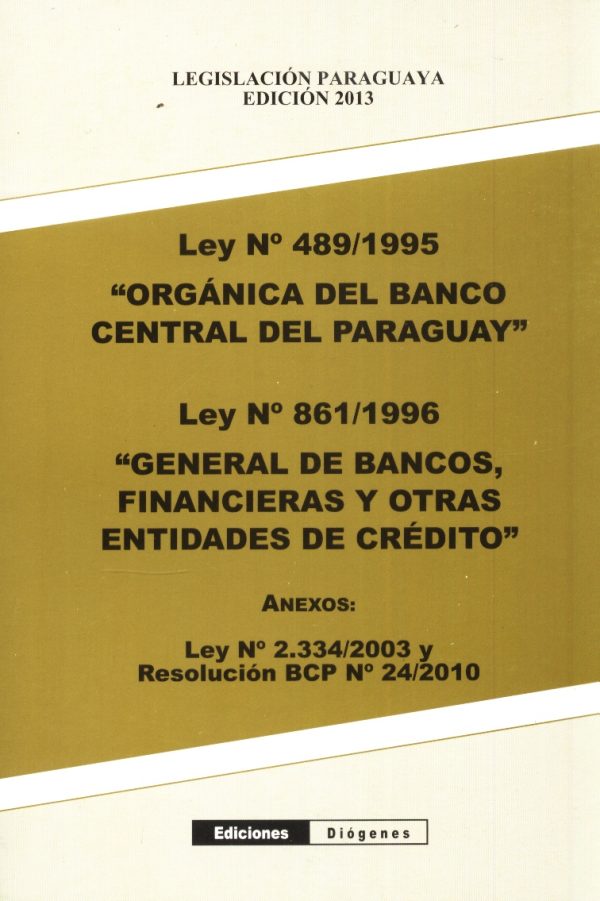 LEGISLACIÓN PARAGUAYA
EDICIÓN 2013
Ley Nº 489/1995
“ORGÁNICA DEL BANCO
CENTRAL DEL PARAGUAY”
Ley Nº 861/1996
“GENERAL DE BANCOS,
FINANCIERAS Y OTRAS
ENTIDADES DE CRÉDITO”
ANEXOS:
Ley Nº 2.334/2003 y
Resolución BCP Nº 24/2010
Ediciones Diógenes